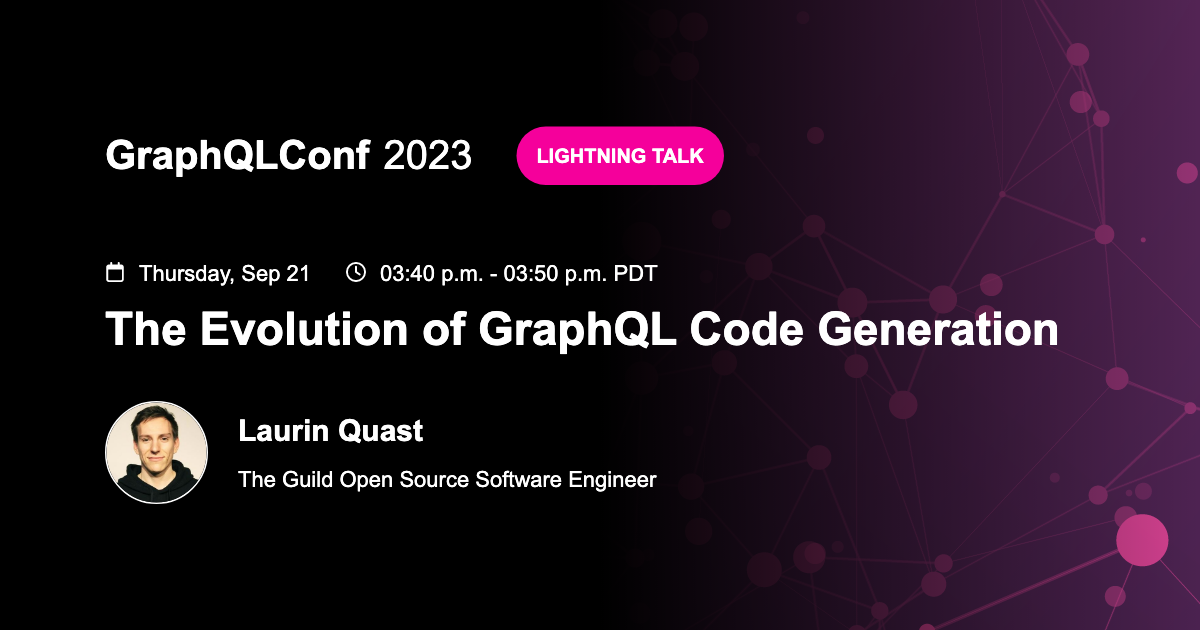 GraphQLConf 2023
LIGHTNING TALK
Thursday, Sep 21 03:40 p.m. - 03:50 p.m. PDT
The Evolution of GraphQL Code Generation
Laurin Quast
The Guild Open Source Software Engineer